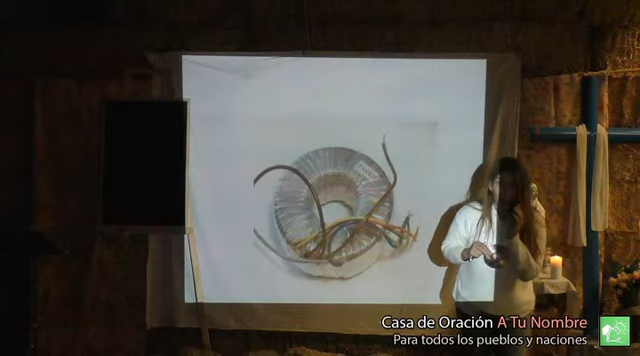 Casa de Oración A Tu Nombre
Para todos los pueblos y naciones